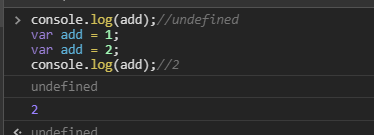 console.log(add);//undefined
var add = 1;
var add = 2;
console.log(add);//2
undefined
2
undefined